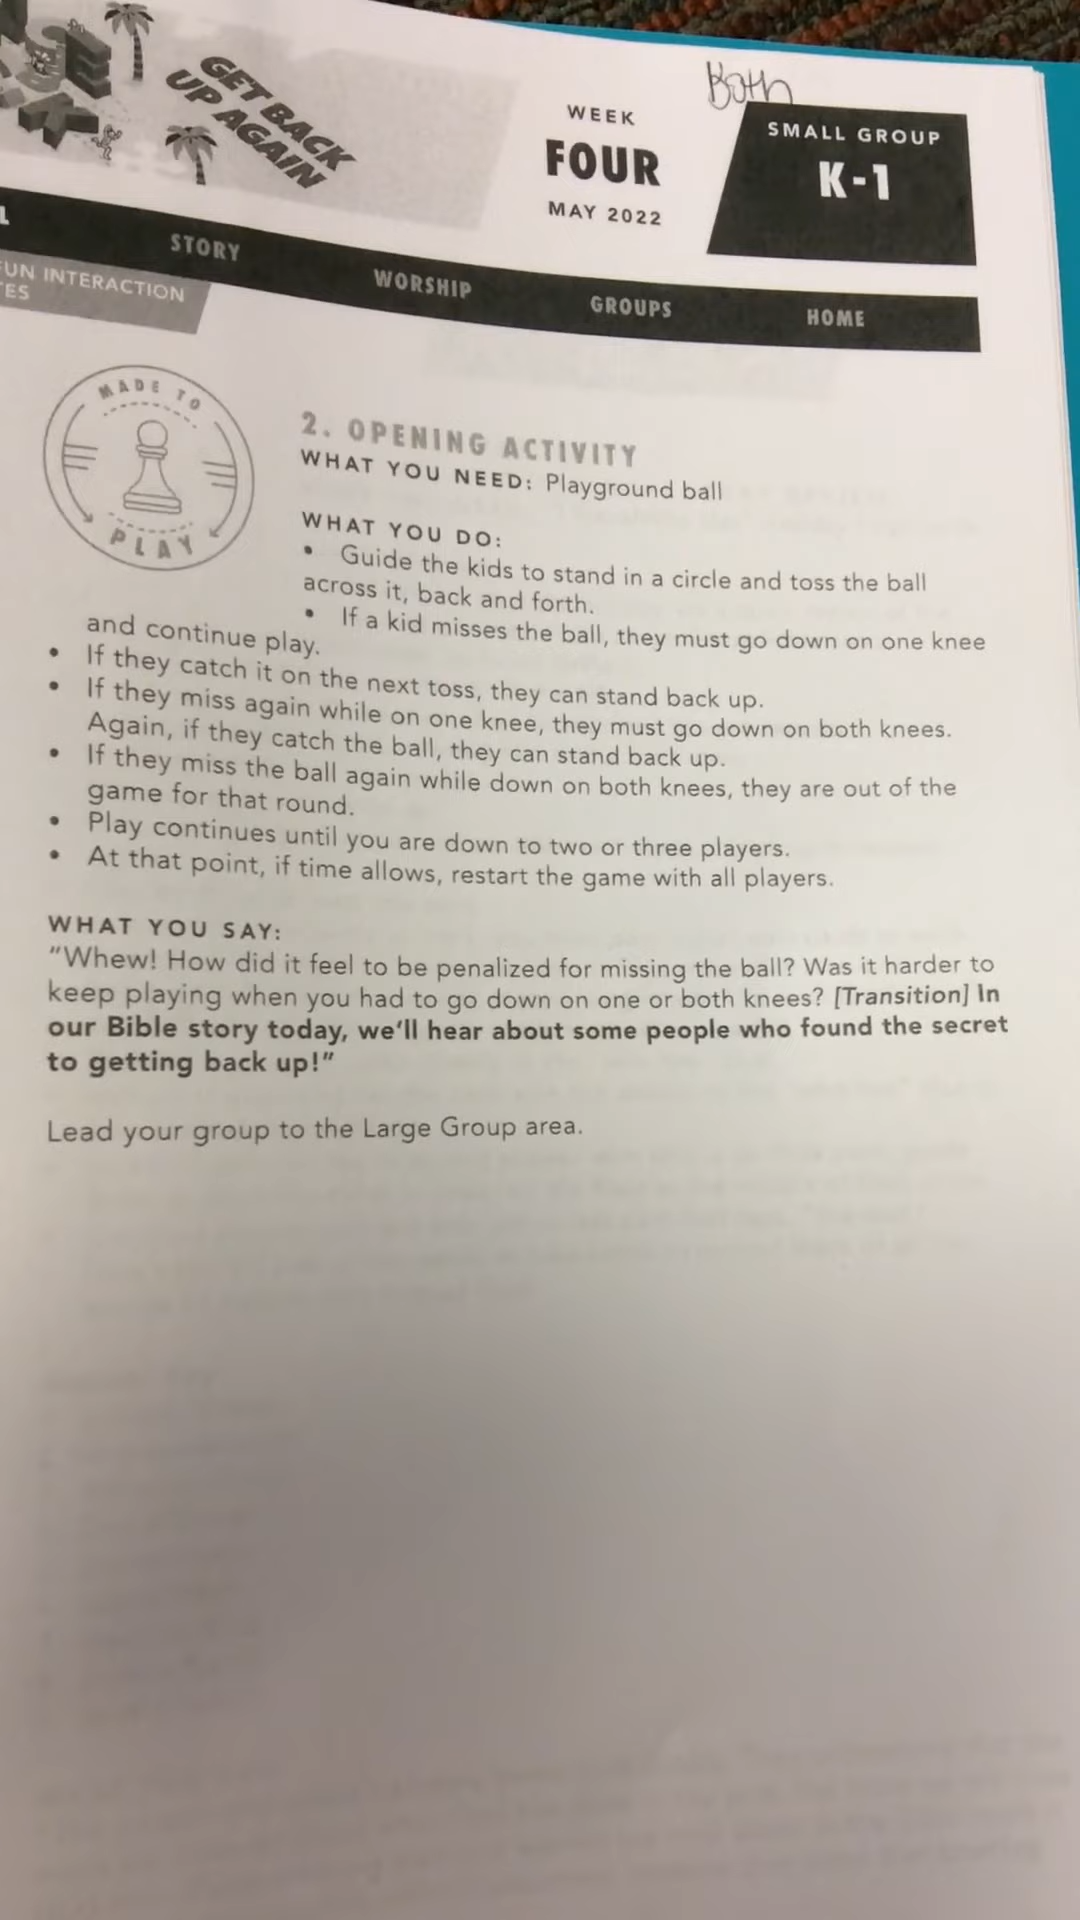 GET BACK
UP AGAIN
Both
WEEK
FOUR
MAY 2022
SMALL GROUP
K-1
STORY
WORSHIP
GROUPS
HOME
FUN INTERACTION
MADE TO
PLAY
2. OPENING ACTIVITY
WHAT YOU NEED: Playground ball
WHAT YOU DO:
• Guide the kids to stand in a circle and toss the ball
across it, back and forth.
• If a kid misses the ball, they must go down on one knee
and continue play.
• If they catch it on the next toss, they can stand back up.
• If they miss again while on one knee, they must go down on both knees.
Again, if they catch the ball, they can stand back up.
• If they miss the ball again while down on both knees, they are out of the
game for that round.
• Play continues until you are down to two or three players.
• At that point, if time allows, restart the game with all players.
WHAT YOU SAY:
"Whew! How did it feel to be penalized for missing the ball? Was it harder to
keep playing when you had to go down on one or both knees? [Transition] In
our Bible story today, we'll hear about some people who found the secret
to getting back up!"
Lead your group to the Large Group area.